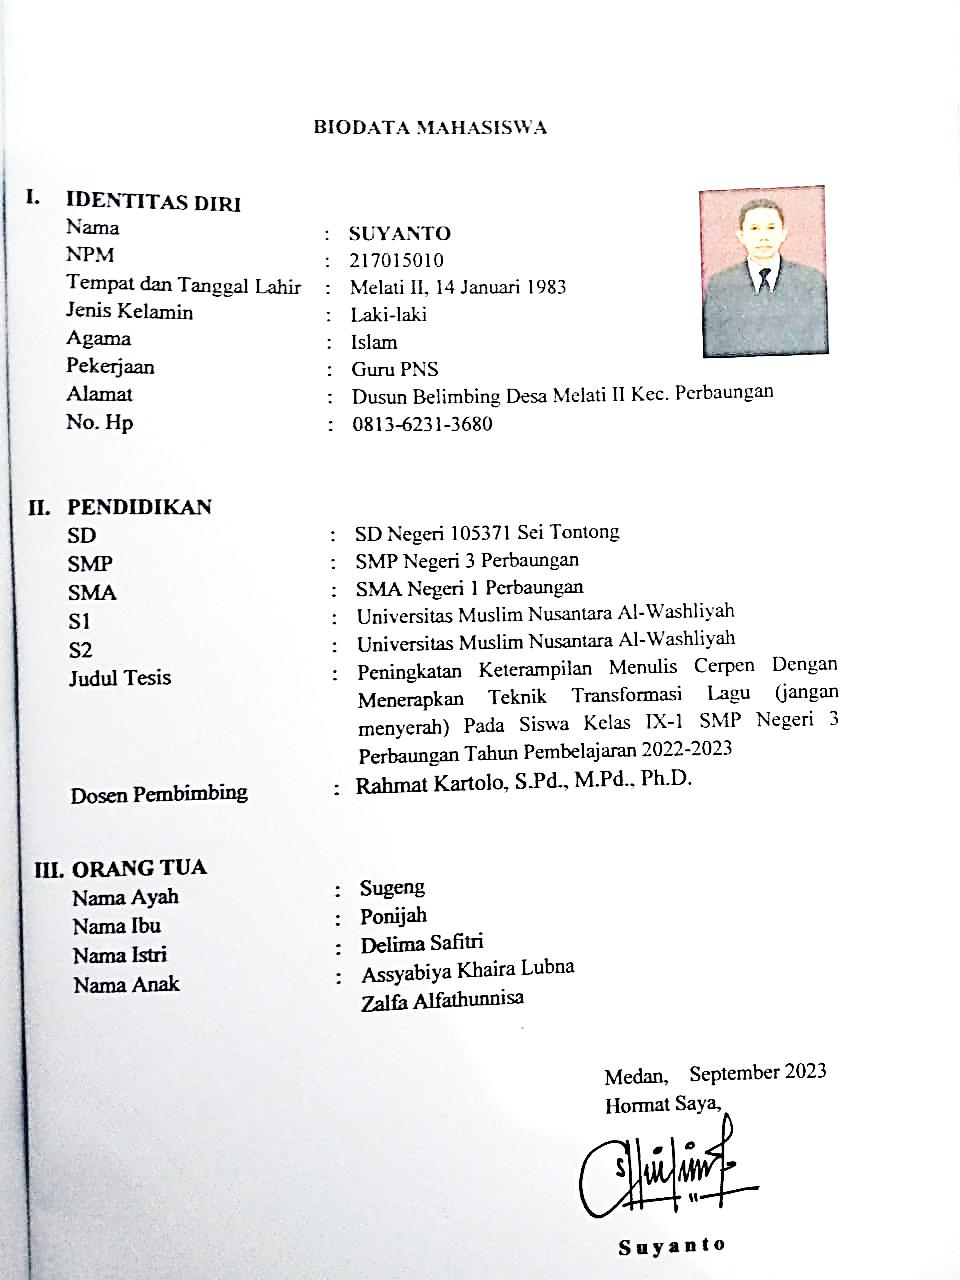 BIODATA MAHASISWA
I. IDENTITAS DIRI
Nama : SUYANTO
NPM : 217015010
Tempat dan Tanggal Lahir : Melati II, 14 Januari 1983
Jenis Kelamin : Laki-laki
Agama : Islam
Pekerjaan : Guru PNS
Alamat : Dusun Belimbing Desa Melati II Kec. Perbaungan
No. Hp : 0813-6231-3680
II. PENDIDIKAN
SD : SD Negeri 105371 Sei Tontong
SMP : SMP Negeri 3 Perbaungan
SMA : SMA Negeri 1 Perbaungan
S1 : Universitas Muslim Nusantara Al-Washliyah
S2 : Universitas Muslim Nusantara Al-Washliyah
Judul Tesis : Peningkatan Keterampilan Menulis Cerpen Dengan
Menerapkan Teknik Transformasi Lagu (jangan
menyerah) Pada Siswa Kelas IX-1 SMP Negeri 3
Perbaungan Tahun Pembelajaran 2022-2023
Dosen Pembimbing : Rahmat Kartolo, S.Pd., M.Pd., Ph.D.
III. ORANG TUA
Nama Ayah : Sugeng
Nama Ibu : Ponijah
Nama Istri : Delima Safitri
Nama Anak : Assyabiya Khaira Lubna
Zalfa Alfathunnisa
Medan, September 2023
Hormat Saya,
Suyanto